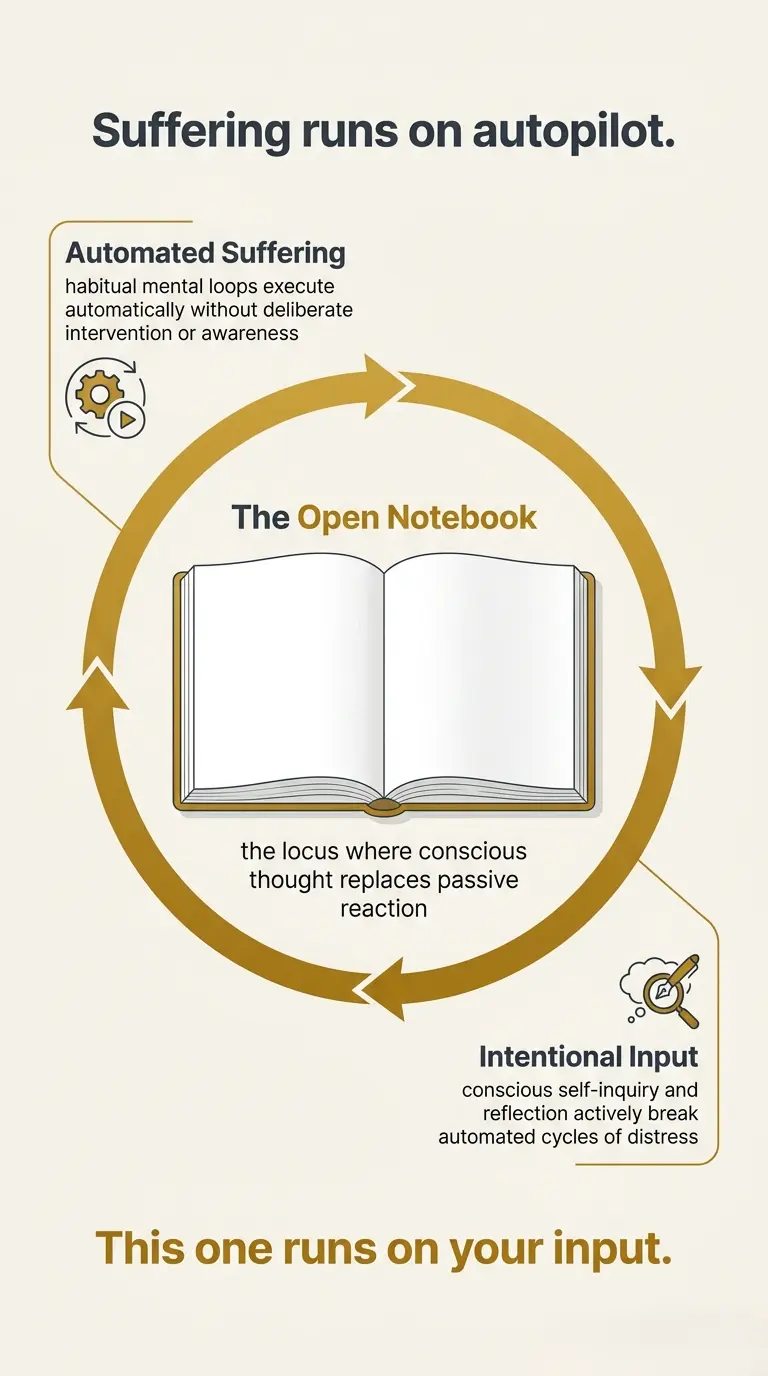 Suffering runs on autopilot.
Automated Suffering
habitual mental loops execute
automatically without deliberate
intervention or awareness
The Open Notebook
the locus where conscious
thought replaces passive
reaction
Intentional Input
conscious self-inquiry and
reflection actively break
automated cycles of distress
This one runs on your input.